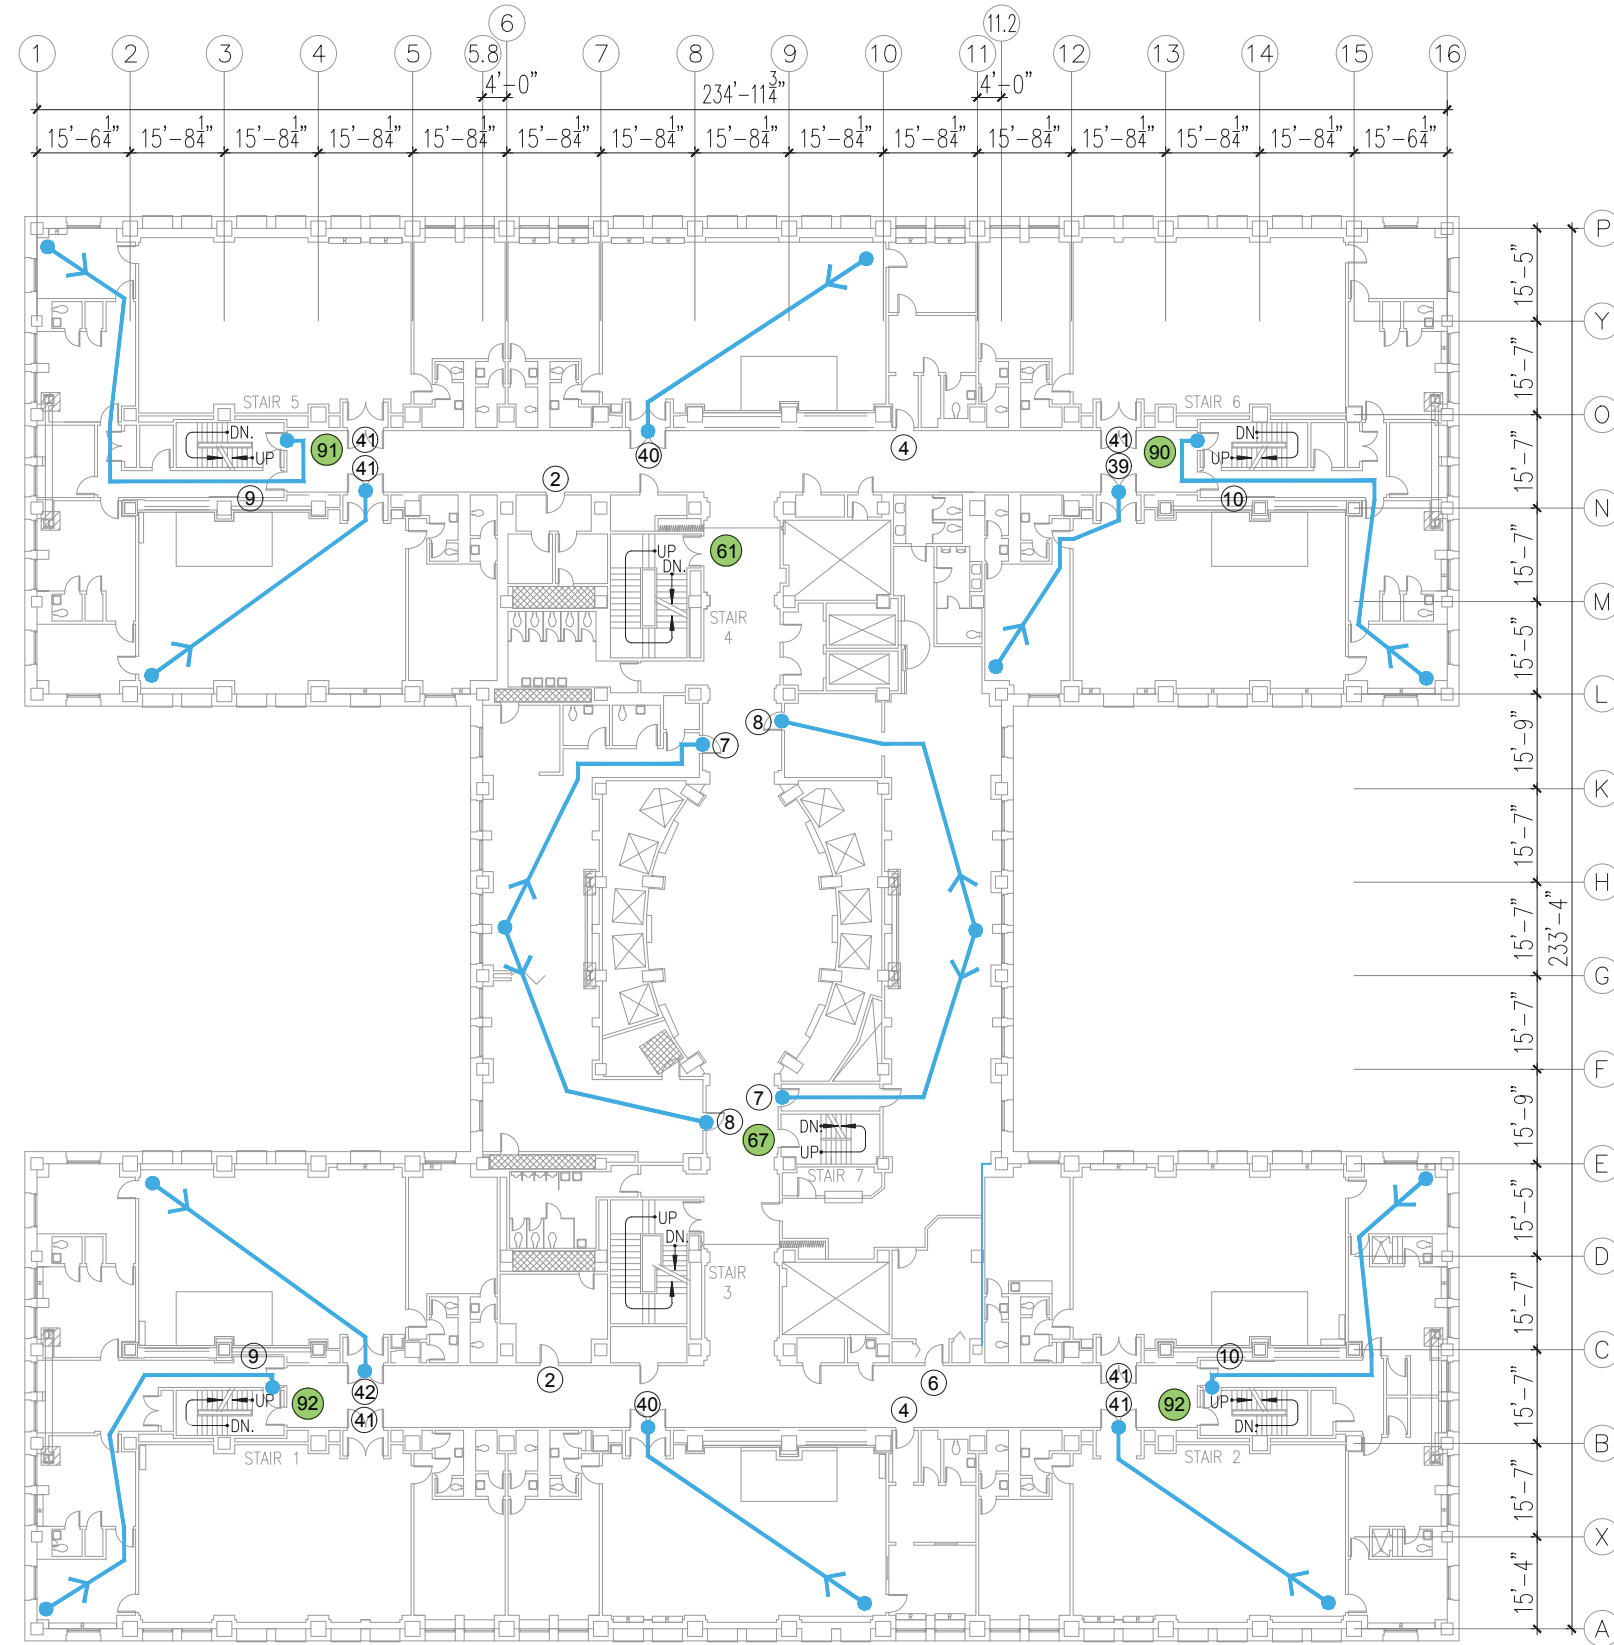 6
11.2
1
2
3
4
5
5.8
7
8
9
10
11
12
13
14
15
16
4'-0"
234'-11¾"
4'-0"
15'-6¼"
15'-8¼"
15'-8¼"
15'-8¼"
15'-8¼"
15'-8¼"
15'-8¼"
15'-8¼"
15'-8¼"
15'-8¼"
15'-8¼"
15'-8¼"
15'-8¼"
15'-8¼"
15'-6¼"
P
15'-5"
Y
15'-7"
STAIR 5
STAIR 6
O
DN.
UP
91
41
41
40
4
41
39
90
DN.
UP
15'-7"
9
2
10
N
UP
DN.
61
15'-7"
STAIR
4
M
15'-5"
L
8
7
15'-9"
K
15'-7"
H
15'-7"
233'-4"
G
15'-7"
F
7
8
67
DN.
UP
15'-9"
STAIR 7
E
UP
DN.
15'-5"
STAIR
3
D
15'-7"
9
10
C
UP
DN.
92
42
41
2
40
6
4
41
41
92
UP
DN.
15'-7"
STAIR 1
STAIR 2
B
15'-7"
X
15'-4"
A